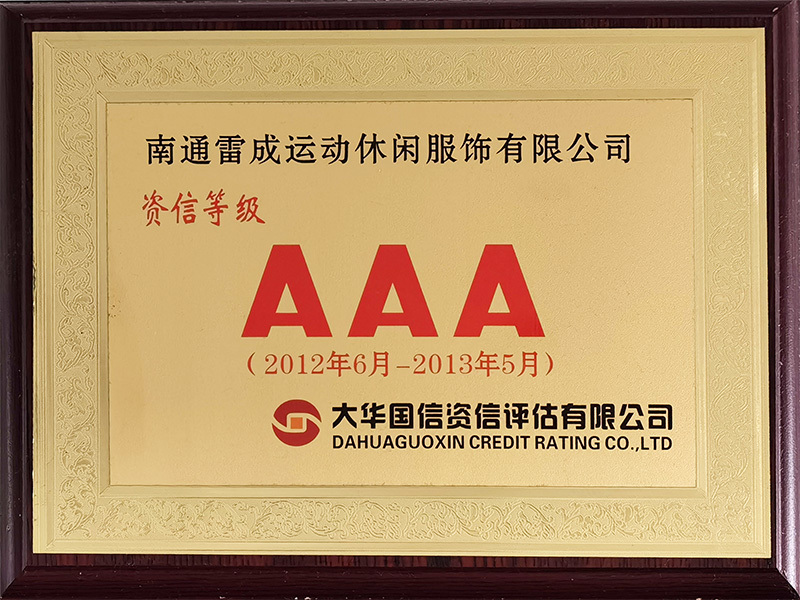 南通雷成运动休闲服饰有限公司
资信等级
AAA
(2012年6月-2013年5月)
大华国信资信评估有限公司
DAHUAGUOXIN CREDIT RATING CO.,LTD